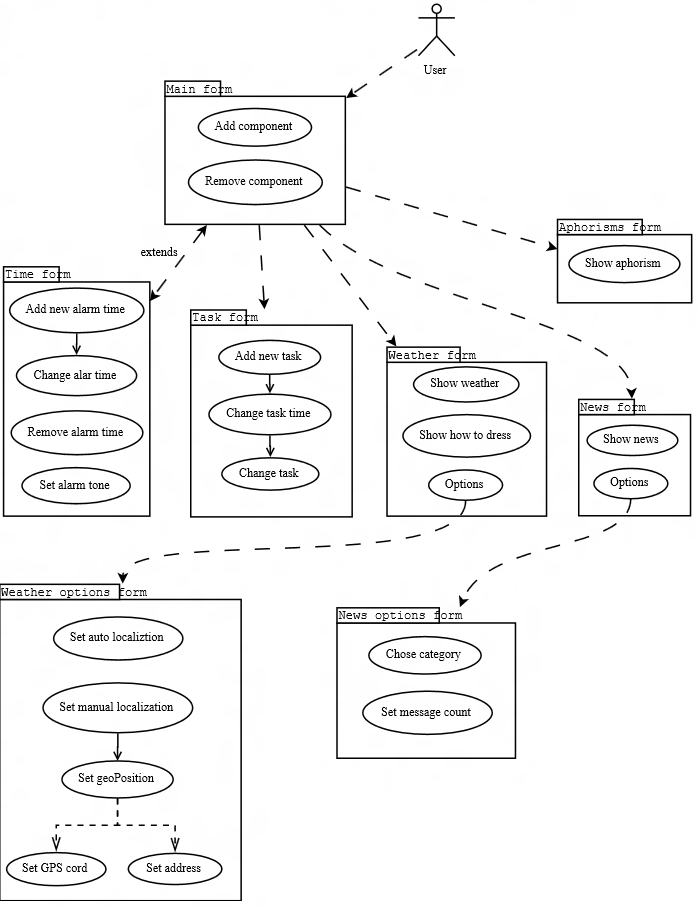 User
Main form
Add component
Remove component
extends
Aphorisms form
Show aphorism
Time form
Add new alarm time
Change alar time
Remove alarm time
Set alarm tone
Task form
Add new task
Change task time
Change task
Weather form
Show weather
Show how to dress
Options
News form
Show news
Options
Weather options form
Set auto localiztion
Set manual localization
Set geoPosition
Set GPS cord
Set address
News options form
Chose category
Set message count